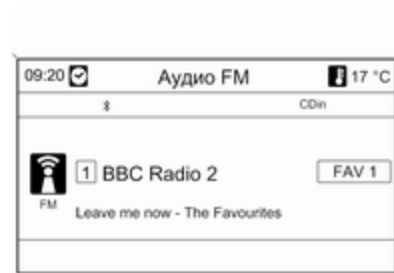 09:20 Аудио FM 17 °C
CDin
1 BBC Radio 2 FAV 1
FM
Leave me now - The Favourites